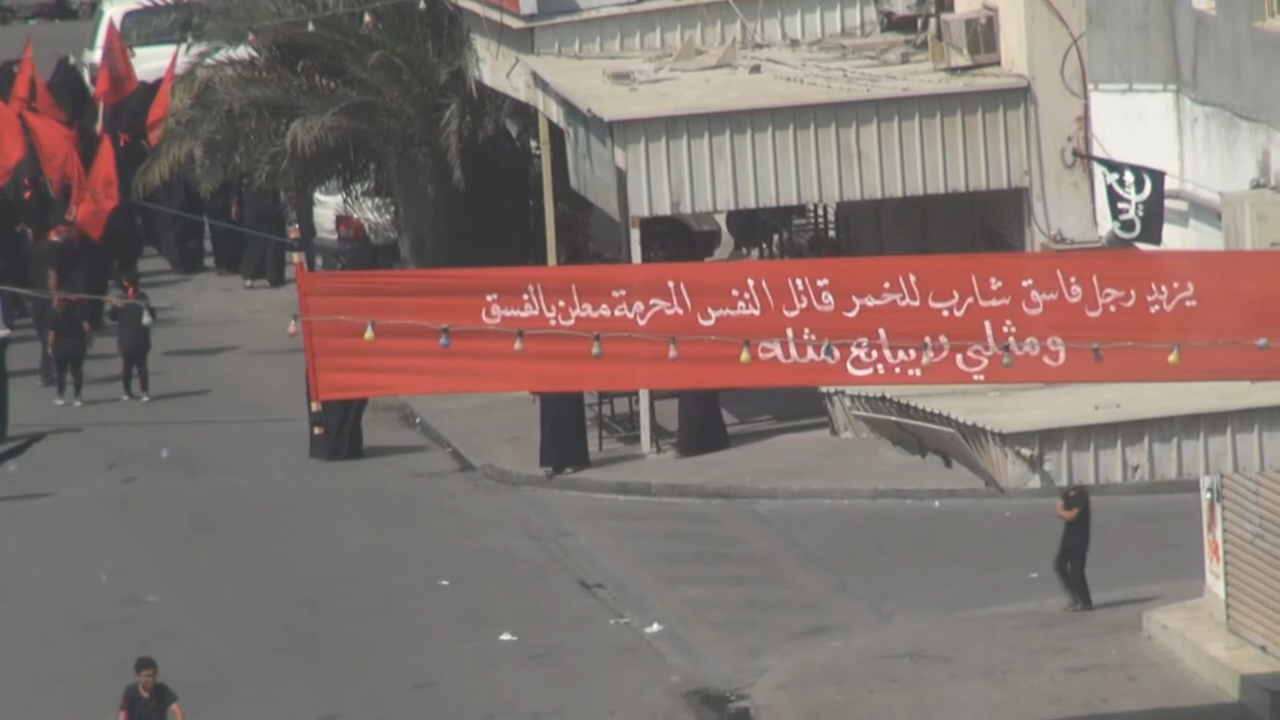 يزيد رجل فاسق شارب للخمر قاتل النفس المحرمة معلن بالفسق
ومثلي لا يبايع مثله